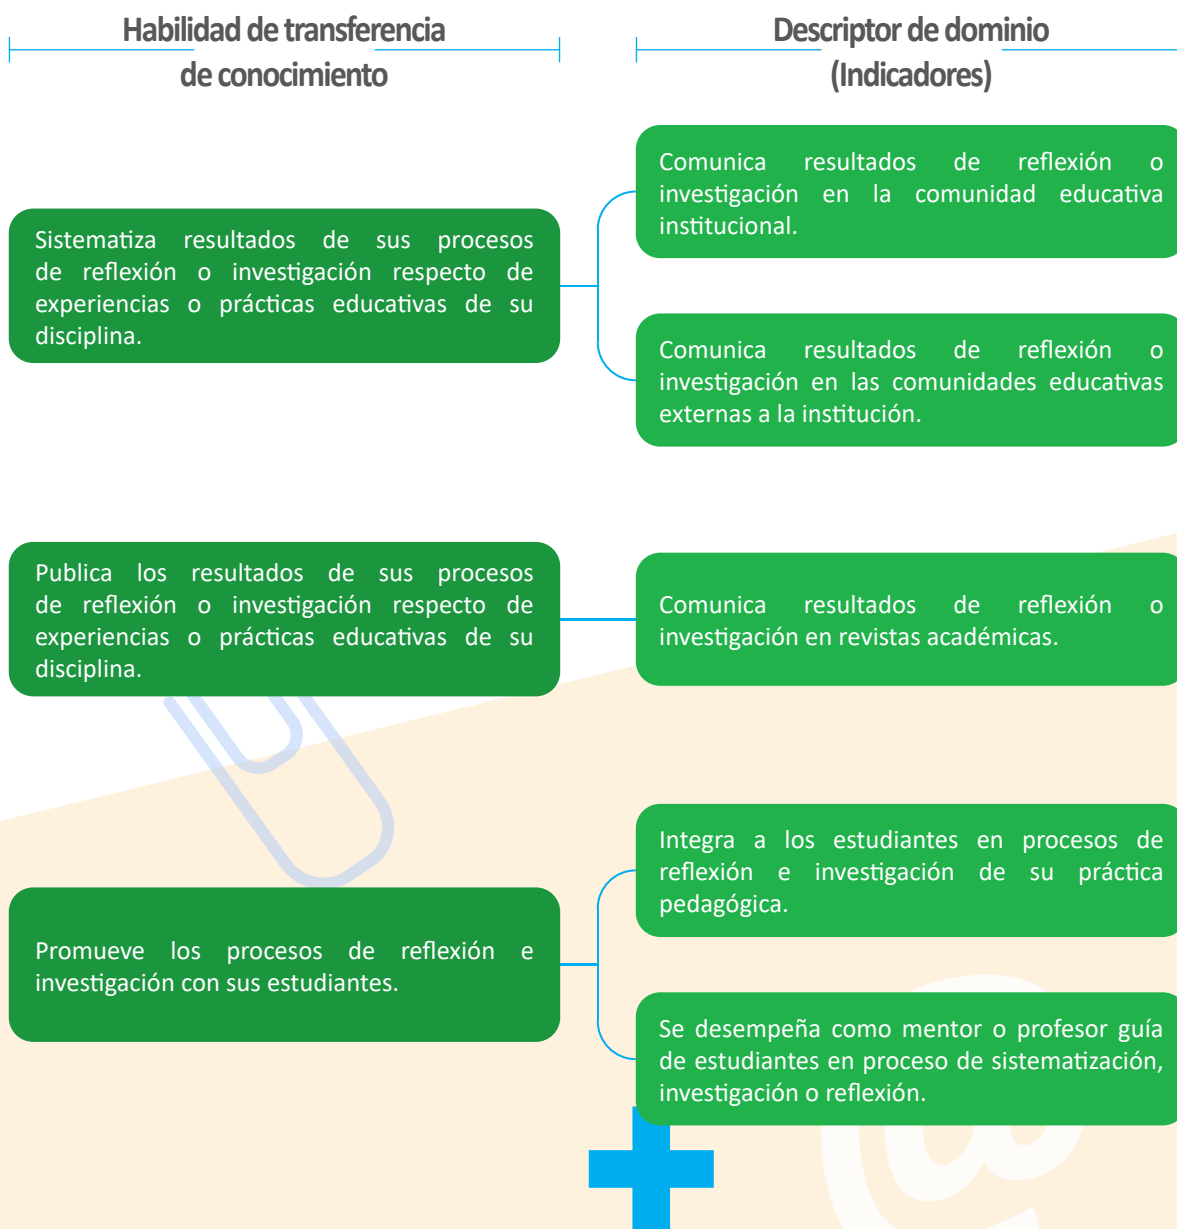 Habilidad de transferencia
de conocimiento
Descriptor de dominio
(Indicadores)
Sistematiza resultados de sus procesos
de reflexión o investigación respecto de
experiencias o prácticas educativas de su
disciplina.
Comunica resultados de reflexión o
investigación en la comunidad educativa
institucional.
Comunica resultados de reflexión o
investigación en las comunidades educativas
externas a la institución.
Publica los resultados de sus procesos
de reflexión o investigación respecto de
experiencias o prácticas educativas de su
disciplina.
Comunica resultados de reflexión o
investigación en revistas académicas.
Promueve los procesos de reflexión e
investigación con sus estudiantes.
Integra a los estudiantes en procesos de
reflexión e investigación de su práctica
pedagógica.
Se desempeña como mentor o profesor guía
de estudiantes en proceso de sistematización,
investigación o reflexión.
@